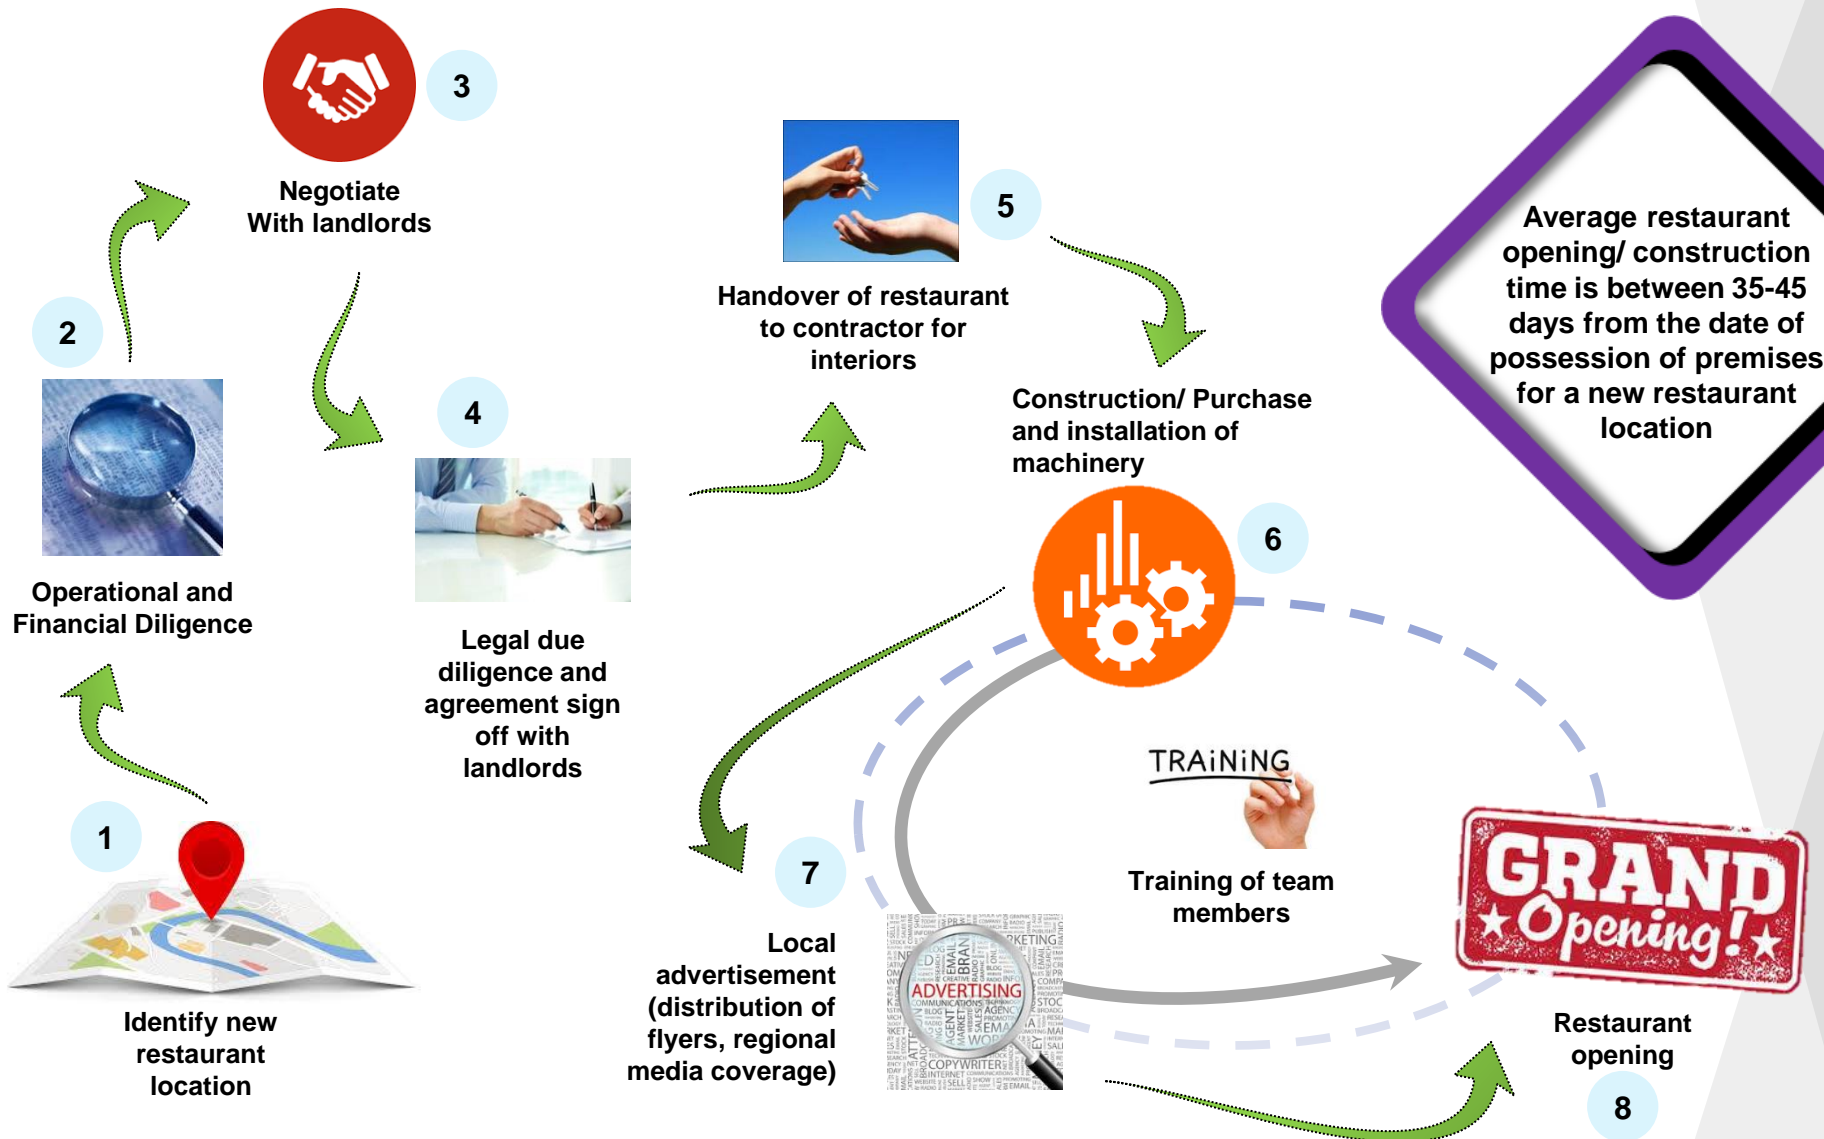 3
Negotiate
With landlords
2
Operational and
Financial Diligence
1
Identify new
restaurant
location
4
Legal due
diligence and
agreement sign
off with
landlords
5
Handover of restaurant
to contractor for
interiors
Construction/ Purchase
and installation of
machinery
6
7
Local
advertisement
(distribution of
flyers, regional
media coverage)
ADVERTISING
COPYWRITER
TRAiNiNG
Training of team
members
GRAND
Opening!
Restaurant
opening
8
Average restaurant
opening/ construction
time is between 35-45
days from the date of
possession of premises
for a new restaurant
location